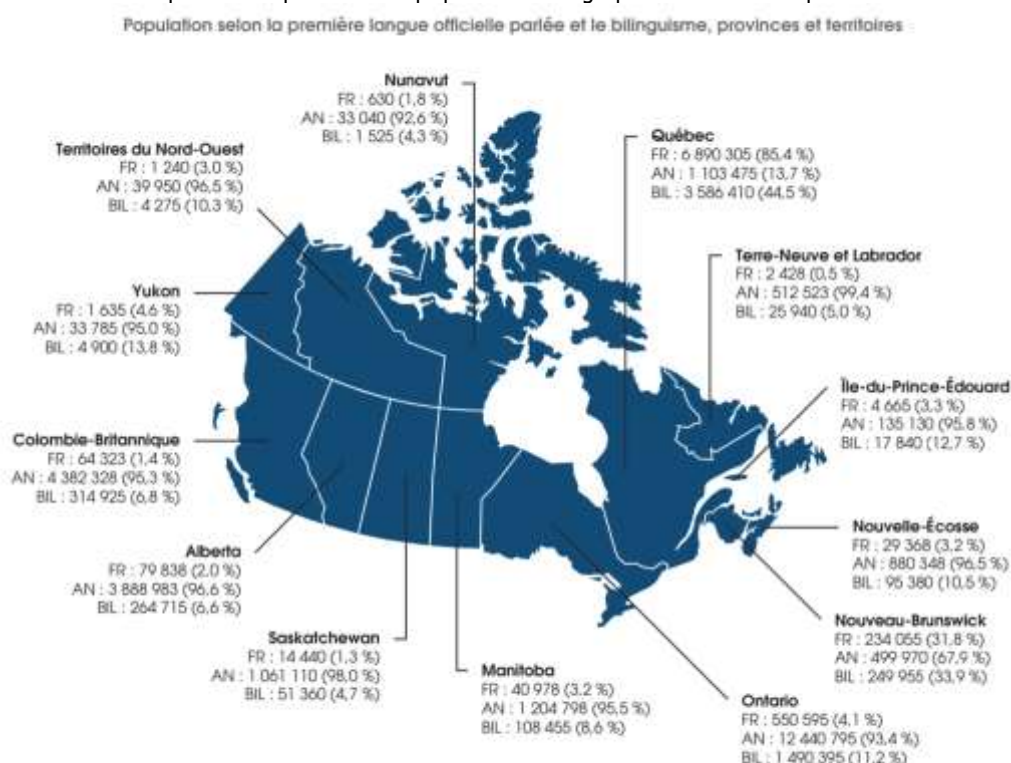 Population selon la première langue officielle parlée et le bilinguisme, provinces et territoires
Nunavut
FR : 630 (1,8 %)
AN : 33 040 (92,6 %)
BIL : 1 525 (4,3 %)
Québec
FR : 6 890 305 (85,4 %)
AN : 1 103 475 (13,7 %)
BIL : 3 586 410 (44,5 %)
Territoires du Nord-Ouest
FR : 1 240 (3,0 %)
AN : 39 950 (96,5 %)
BIL : 4 275 (10,3 %)
Terre-Neuve et Labrador
FR : 2 428 (0,5 %)
AN : 512 523 (99,4 %)
BIL : 25 940 (5,0 %)
Yukon
FR : 1 635 (4,6 %)
AN : 33 785 (95,0 %)
BIL : 4 900 (13,8 %)
Île-du-Prince-Édouard
FR : 4 665 (3,3 %)
AN : 135 130 (95.8 %)
BIL : 17 840 (12,7 %)
Colombie-Britannique
FR : 64 323 (1,4 %)
AN : 4 382 328 (95,3 %)
BIL : 314 925 (6,8 %)
Nouvelle-Écosse
FR : 29 368 (3,2 %)
AN : 880 348 (96,5 %)
BIL : 95 380 (10,5 %)
Alberta
FR : 79 838 (2,0 %)
AN : 3 888 983 (96,6 %)
BIL : 264 715 (6,6 %)
Nouveau-Brunswick
FR : 234 055 (31,8 %)
AN : 499 970 (67,9 %)
BIL : 249 955 (33,9 %)
Saskatchewan
FR : 14 440 (1,3 %)
AN : 1 061 110 (98,0 %)
BIL : 51 360 (4,7 %)
Manitoba
FR : 40 978 (3,2 %)
AN : 1 204 798 (95,5 %)
BIL : 108 455 (8,6 %)
Ontario
FR : 550 595 (4,1 %)
AN : 12 440 795 (93,4 %)
BIL : 1 490 395 (11,2 %)